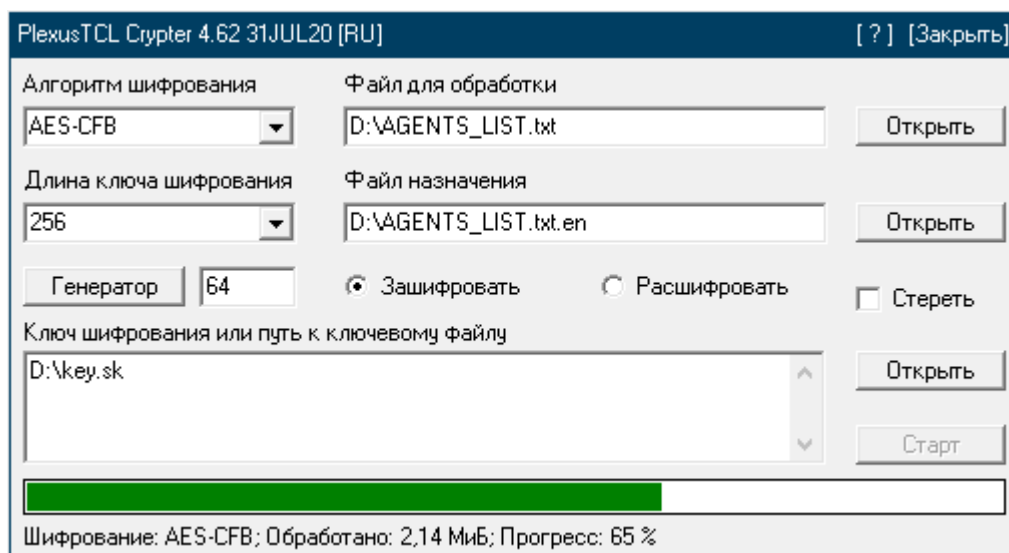 PlexusTCL Crypter 4.62 31JUL20 [RU] [ ? ] [Закрыть]
Алгоритм шифрования Файл для обработки
AES-CFB D:\AGENTS_LIST.txt Открыть
Длина ключа шифрования Файл назначения
256 D:\AGENTS_LIST.txt.en Открыть
Генератор 64 Зашифровать Расшифровать Стереть
Ключ шифрования или путь к ключевому файлу
D:\key.sk Открыть
Старт
Шифрование: AES-CFB; Обработано: 2,14 МиБ; Прогресс: 65 %